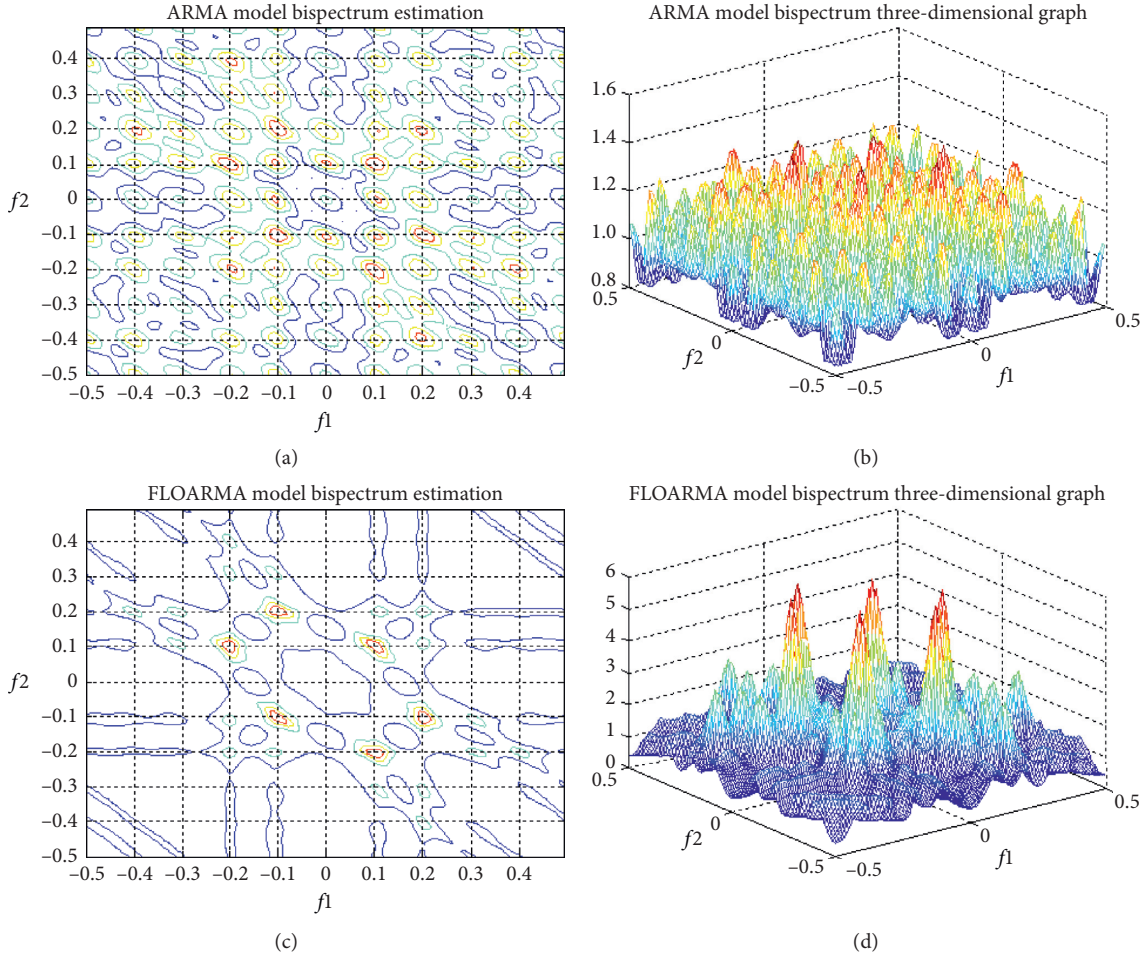 ARMA model bispectrum estimation
0.4
0.3
0.2
0.1
0
–0.1
–0.2
–0.3
–0.4
–0.5
f2
–0.5 –0.4 –0.3 –0.2 –0.1 0 0.1 0.2 0.3 0.4
f1
(a)
ARMA model bispectrum three-dimensional graph
1.6
1.4
1.2
1.0
0.8
0.5
0
–0.5
f2
–0.5
0
0.5
f1
(b)
FLOARMA model bispectrum estimation
0.4
0.3
0.2
0.1
0
–0.1
–0.2
–0.3
–0.4
–0.5
f2
–0.5 –0.4 –0.3 –0.2 –0.1 0 0.1 0.2 0.3 0.4
f1
(c)
FLOARMA model bispectrum three-dimensional graph
6
5
4
3
2
1
0
0.5
0
–0.5
f2
–0.5
0
0.5
f1
(d)